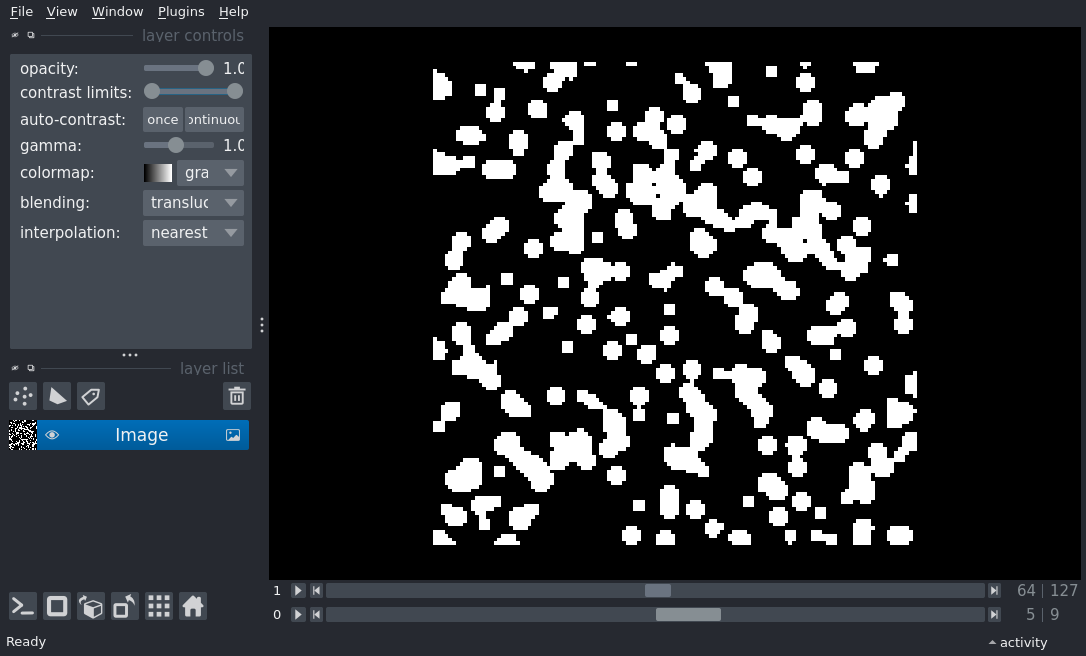 File View Window Plugins Help
layer controls
opacity: 1.0
contrast limits:
auto-contrast: once ontinuou
gamma: 1.0
colormap: gra
blending: transluc
interpolation: nearest
layer list
Image
1 64 | 127
0 5 | 9
Ready activity